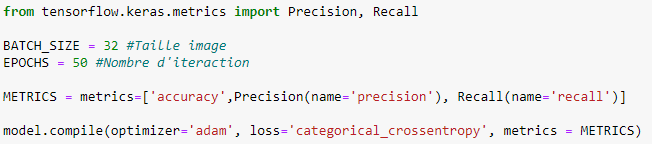 from tensorflow.keras.metrics import Precision, Recall
BATCH_SIZE = 32 #Taille image
EPOCHS = 50 #Nombre d'iteraction
METRICS = metrics=['accuracy',Precision(name='precision'), Recall(name='recall')]
model.compile(optimizer='adam', loss='categorical_crossentropy', metrics = METRICS)